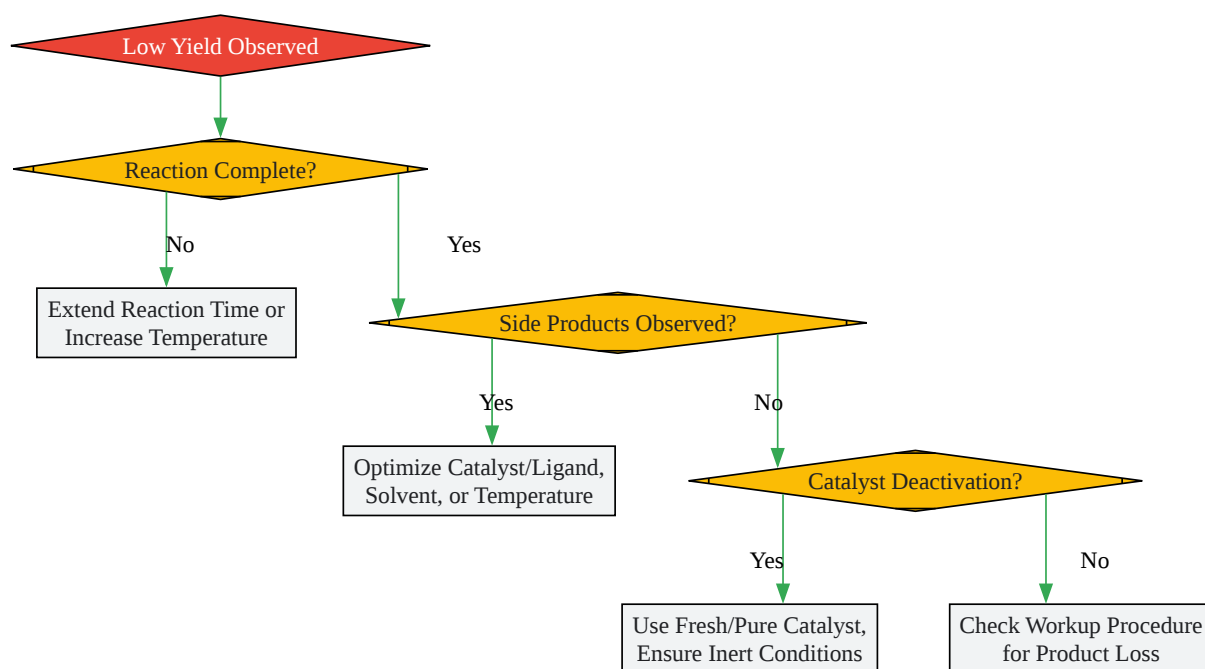 Low Yield Observed
Reaction Complete?
No
Yes
Extend Reaction Time or
Increase Temperature
Side Products Observed?
Yes
No
Optimize Catalyst/Ligand,
Solvent, or Temperature
Catalyst Deactivation?
Yes
No
Use Fresh/Pure Catalyst,
Ensure Inert Conditions
Check Workup Procedure
for Product Loss